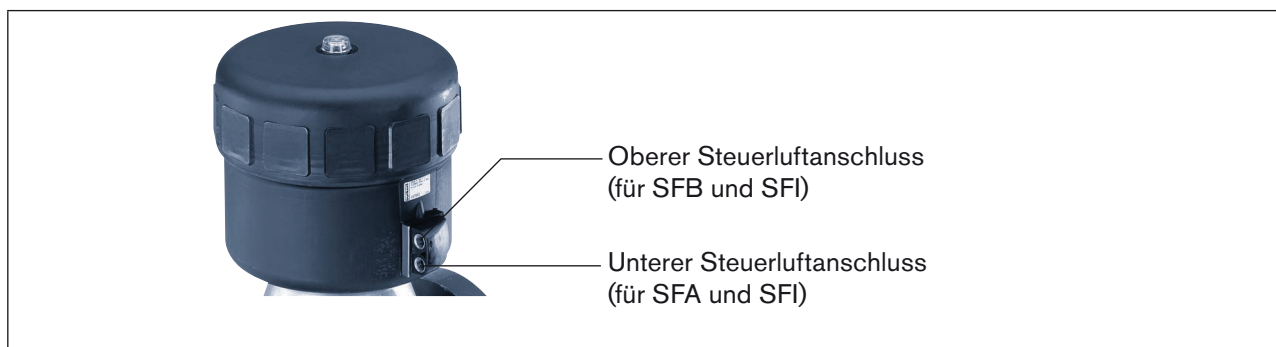 Oberer Steuerluftanschluss
(für SFB und SFI)
Unterer Steuerluftanschluss
(für SFA und SFI)